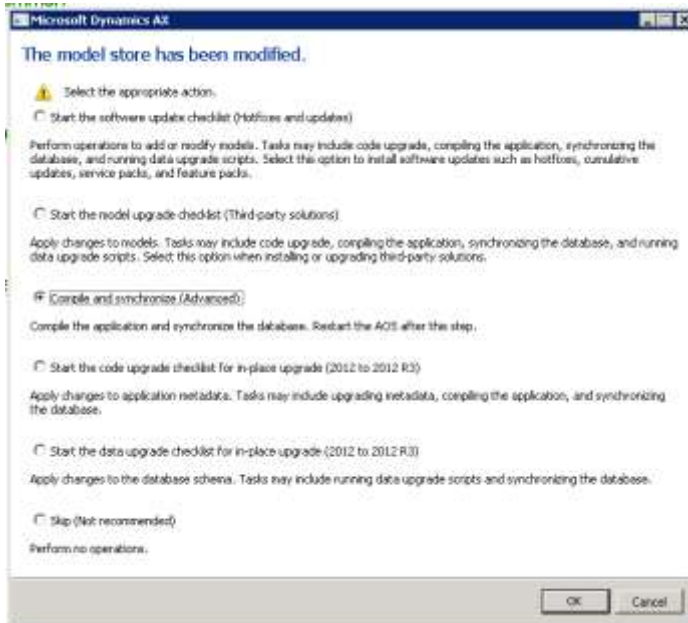 Microsoft Dynamics AX
The model store has been modified.
Select the appropriate action.
Start the software update checklist (Hotfixes and updates)
Perform operations to add or modify models. Tasks may include code upgrade, compiling the application, synchronizing the
database, and running data upgrade scripts. Select this option to install software updates such as hotfixes, cumulative
updates, service packs, and feature packs.
Start the model upgrade checklist (Third-party solutions)
Apply changes to models. Tasks may include code upgrade, compiling the application, synchronizing the database, and running
data upgrade scripts. Select this option when installing or upgrading third-party solutions.
Compile and synchronize (Advanced)
Compile the application and synchronize the database. Restart the AOS after this step.
Start the code upgrade checklist for in-place upgrade (2012 to 2012 R3)
Apply changes to application metadata. Tasks may include upgrading metadata, compiling the application, and synchronizing
the database.
Start the data upgrade checklist for in-place upgrade (2012 to 2012 R3)
Apply changes to the database schema. Tasks may include running data upgrade scripts and synchronizing the database.
Skip (Not recommended)
Perform no operations.
OK Cancel